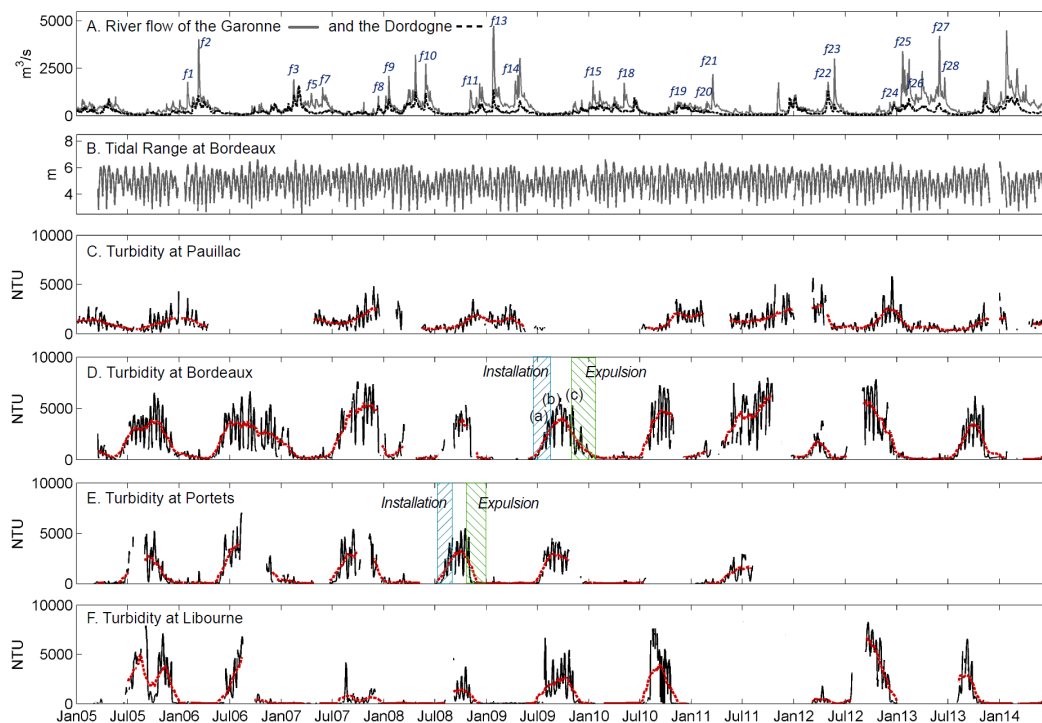 A. River flow of the Garonne and the Dordogne
5000
2500
0
m³/s
f1
f2
f3
f5
f7
f8
f9
f10
f11
f13
f14
f15
f18
f19
f20
f21
f22
f23
f24
f25
f26
f27
f28
B. Tidal Range at Bordeaux
8
6
4
m
C. Turbidity at Pauillac
10000
5000
0
NTU
D. Turbidity at Bordeaux
10000
5000
0
NTU
Installation
Expulsion
(a)
(b)
(c)
E. Turbidity at Portets
10000
5000
0
NTU
Installation
Expulsion
F. Turbidity at Libourne
10000
5000
0
NTU
Jan05 Jul05 Jan06 Jul06 Jan07 Jul07 Jan08 Jul08 Jan09 Jul09 Jan10 Jul10 Jan11 Jul11 Jan12 Jul12 Jan13 Jul13 Jan14